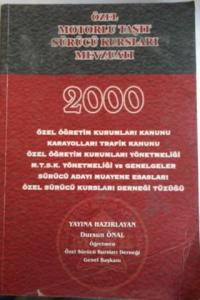 ÖZEL
MOTORLU TAŞIT
SÜRÜCÜ KURSLARI
MEVZUATI
2000
ÖZEL ÖĞRETİM KURUMLARI KANUNU
KARAYOLLARI TRAFİK KANUNU
ÖZEL ÖĞRETİM KURUMLARI YÖNETMELİĞİ
M.T.S.K. YÖNETMELİĞİ ve GENELGELER
SÜRÜCÜ ADAYI MUAYENE ESASLARI
ÖZEL SÜRÜCÜ KURSLARI DERNEĞİ TÜZÜĞÜ
YAYINA HAZIRLAYAN
Dursun ÖNAL
Öğretmen
Özel Sürücü Kursları Derneği
Genel Başkanı